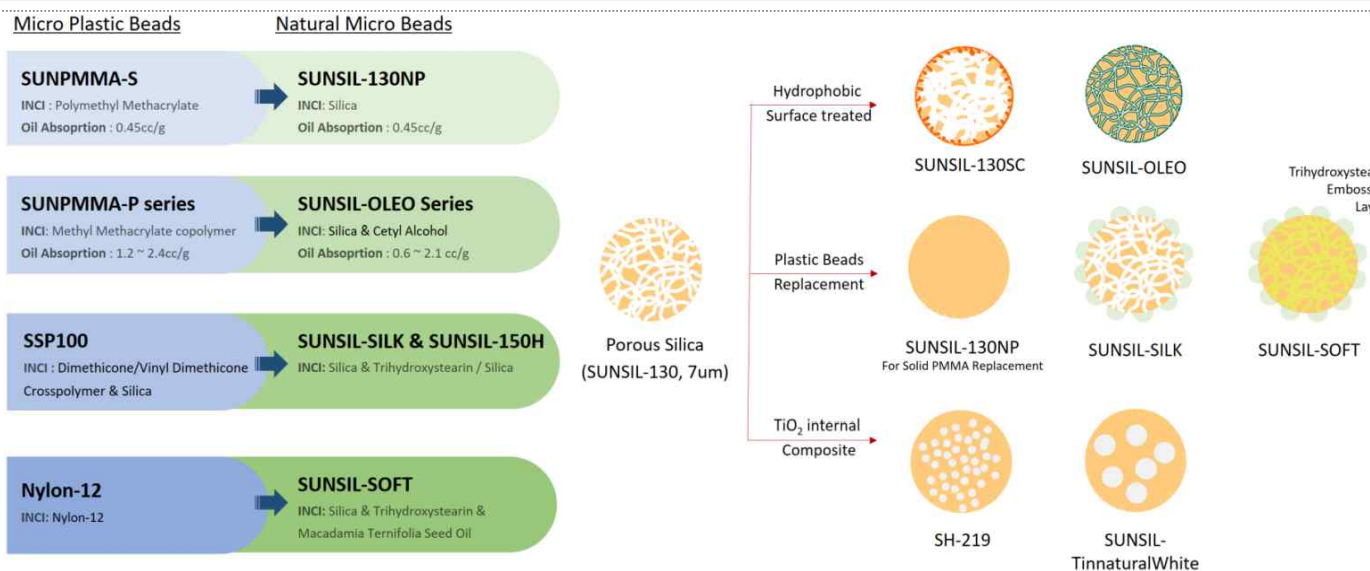 Micro Plastic Beads
Natural Micro Beads
SUNPMMA-S
INCI : Polymethyl Methacrylate
Oil Absoprtion : 0.45cc/g
SUNSIL-130NP
INCI: Silica
Oil Absoprtion : 0.45cc/g
SUNPMMA-P series
INCI: Methyl Methacrylate copolymer
Oil Absoprtion : 1.2 ~ 2.4cc/g
SUNSIL-OLEO Series
INCI: Silica & Cetyl Alcohol
Oil Absorption : 0.6 ~ 2.1 cc/g
SSP100
INCI : Dimethicone/Vinyl Dimethicone
Crosspolymer & Silica
SUNSIL-SILK & SUNSIL-150H
INCI: Silica & Trihydroxystearin / Silica
Nylon-12
INCI: Nylon-12
SUNSIL-SOFT
INCI: Silica & Trihydroxystearin &
Macadamia Ternifolia Seed Oil
Porous Silica
(SUNSIL-130, 7um)
Hydrophobic
Surface treated
SUNSIL-130SC
SUNSIL-OLEO
Plastic Beads
Replacement
SUNSIL-130NP
For Solid PMMA Replacement
SUNSIL-SILK
Trihydroxystea
Emboss
Lay
SUNSIL-SOFT
TiO2 internal
Composite
SH-219
SUNSIL-
TinnaturalWhite